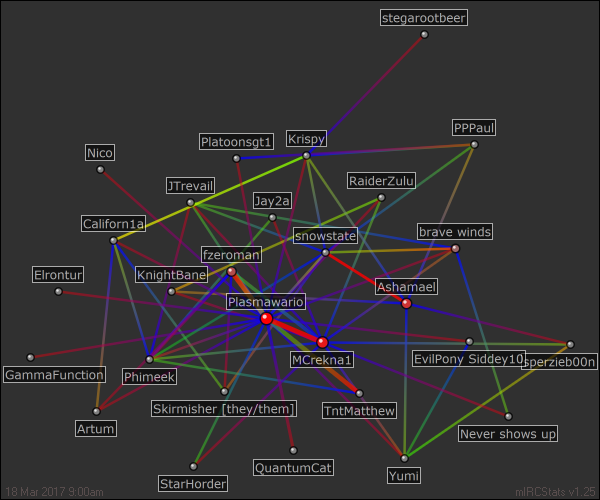 stegarootbeer
PPPaul
Krispy
Platoonsgt1
Nico
RaiderZulu
JTrevail
Jay2a
Californ1a
snowstate
brave winds
fzeroman
Elrontur
KnightBane
Ashamael
Plasmawario
MCrekna1
EvilPony Siddey10
sperzieb00n
GammaFunction
Phimeek
Artum
Skirmisher [they/them]
TntMatthew
Never shows up
StarHorder
QuantumCat
Yumi
18 Mar 2017 9:00am
mIRCStats v1.25